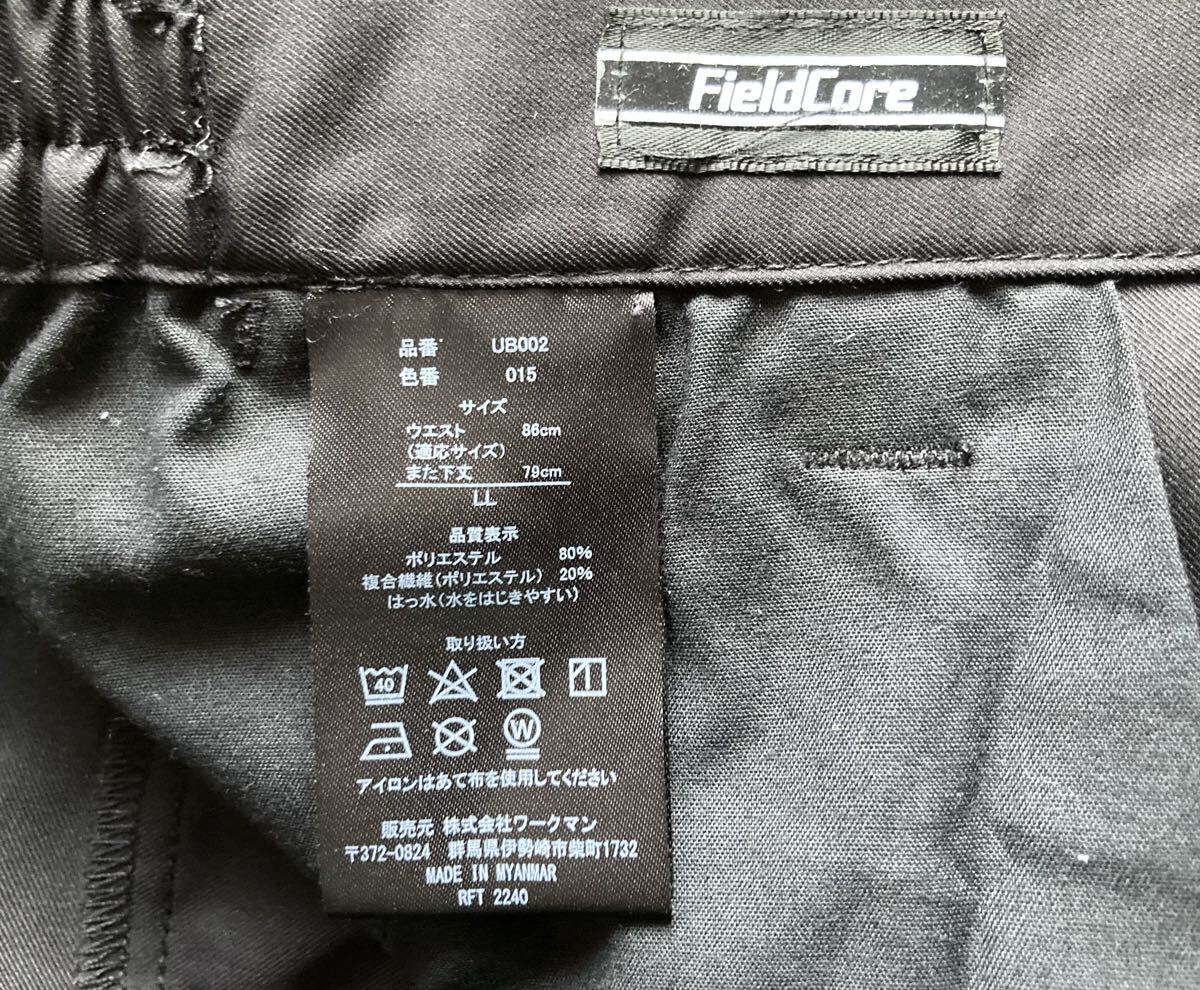 FieldCore
品番 UB002
色番 015
サイズ
ウエスト 86cm
(適応サイズ)
また下丈 79cm
LL
品質表示
ポリエステル 80%
複合繊維(ポリエステル) 20%
はっ水(水をはじきやすい)
取り扱い方
40
W
アイロンはあて布を使用してください
販売元 株式会社ワークマン
〒372-0824 群馬県伊勢崎市柴町1732
MADE IN MYANMAR
RFT 2240